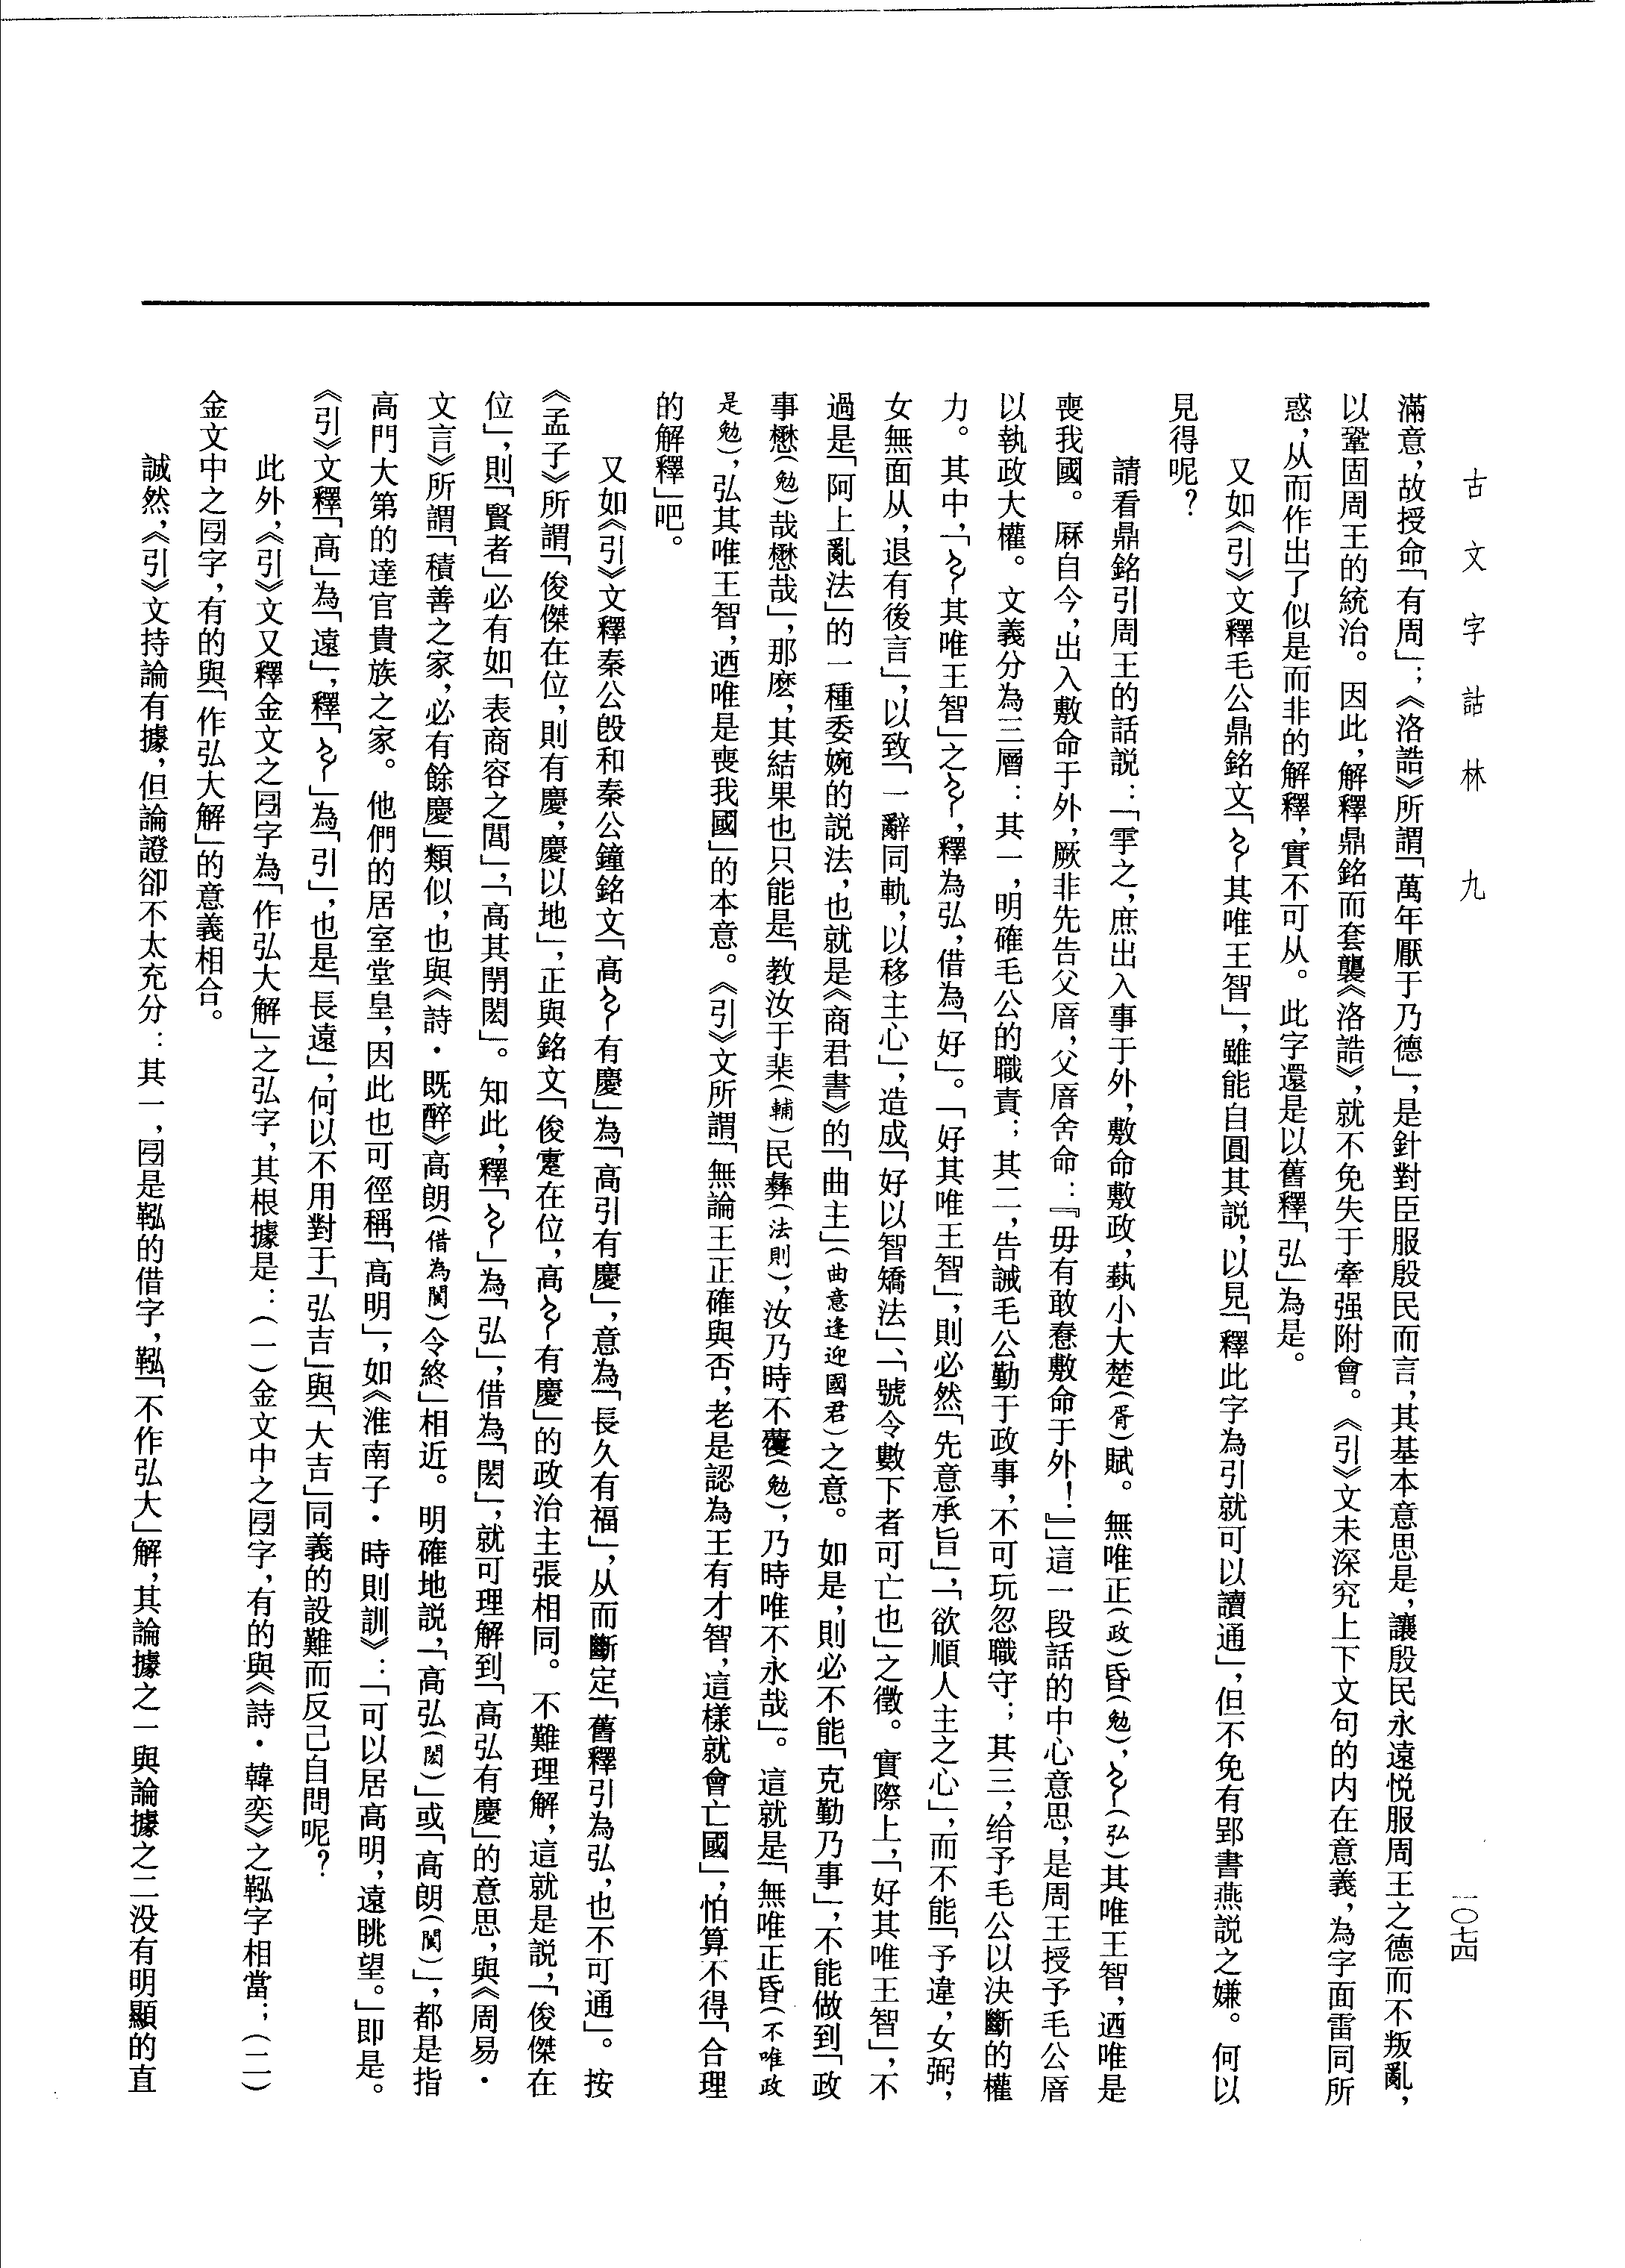 古文字詁林 九
一〇七四
滿意，故授命「有周」；《洛誥》所謂「萬年厭于乃德」，是針對臣服殷民而言，其基本意思是，讓殷民永遠悅服周王之德而不叛亂，
以鞏固周王的統治。因此，解釋鼎銘而套襲《洛誥》，就不免失于牽强附會。《引》文未深究上下文句的内在意義，為字面雷同所
惑，从而作出了似是而非的解釋，實不可从。此字還是以舊釋「弘」為是。
又如《引》文釋毛公鼎銘文「其唯王智」，雖能自圓其説，以見「釋此字為引就可以讀通」，但不免有郢書燕説之嫌。何以
見得呢？
請看鼎銘引周王的話説：「雩之，庶出入事于外，敷命敷政，蓺小大楚（胥）賦。無唯正（政）昏（勉），（弘）其唯王智，迺唯是
喪我國。厤自今，出入敷命于外，厥非先告父㾊，父㾊舍命：『毋有敢惷敷命于外！』」這一段話的中心意思，是周王授予毛公㾊
以執政大權。文義分為三層：其一，明確毛公的職責；其二，告誡毛公勤于政事，不可玩忽職守；其三，给予毛公以決斷的權
力。其中，「其唯王智」之，釋為弘，借為「好」。「好其唯王智」，則必然「先意承旨」，「欲順人主之心」，而不能「予違，女弼，
女無面从，退有後言」，以致「一辭同軌，以移主心」，造成「好以智矯法」、「號令數下者可亡也」之徵。實際上，「好其唯王智」，不
過是「阿上亂法」的一種委婉的説法，也就是《商君書》的「曲主」（曲意逢迎國君）之意。如是，則必不能「克勤乃事」，不能做到「政
事懋（勉）哉懋哉」，那麽，其結果也只能是「教汝于棐（輔）民彝（法則），汝乃時不（勉），乃時唯不永哉」。這就是「無唯正昏（不唯政
是勉），弘其唯王智，迺唯是喪我國」的本意。《引》文所謂「無論王正確與否，老是認為王有才智，這樣就會亡國」，怕算不得「合理
的解釋」吧。
又如《引》文釋秦公𣪘和秦公鐘銘文「高有慶」為「高引有慶」，意為「長久有福」，从而斷定「舊釋引為弘，也不可通」。按
《孟子》所謂「俊傑在位，則有慶，慶以地」，正與銘文「俊疐在位，高有慶」的政治主張相同。不難理解，這就是説，「俊傑在
位」，則「賢者」必有如「表商容之閭」，「高其閈閎」。知此，釋「」為「弘」，借為「閎」，就可理解到「高弘有慶」的意思，與《周易·
文言》所謂「積善之家，必有餘慶」類似，也與《詩·既醉》高朗（借為閬）令終」相近。明確地説，「高弘（閎）」或「高朗（閬）」，都是指
高門大第的達官貴族之家。他們的居室堂皇，因此也可徑稱「高明」，如《淮南子·時則訓》：「可以居高明，遠眺望。」即是。
《引》文釋「高」為「遠」，釋「」為「引」，也是「長遠」，何以不用對于「弘吉」與「大吉」同義的設難而反己自問呢？
此外，《引》文又釋金文之字為「作弘大解」之弘字，其根據是：（一）金文中之字，有的與《詩·韓奕》之鞃字相當；（二）
金文中之字，有的與「作弘大解」的意義相合。
誠然，《引》文持論有據，但論證卻不太充分：其一，是鞃的借字，鞃「不作弘大」解，其論據之一與論據之二没有明顯的直